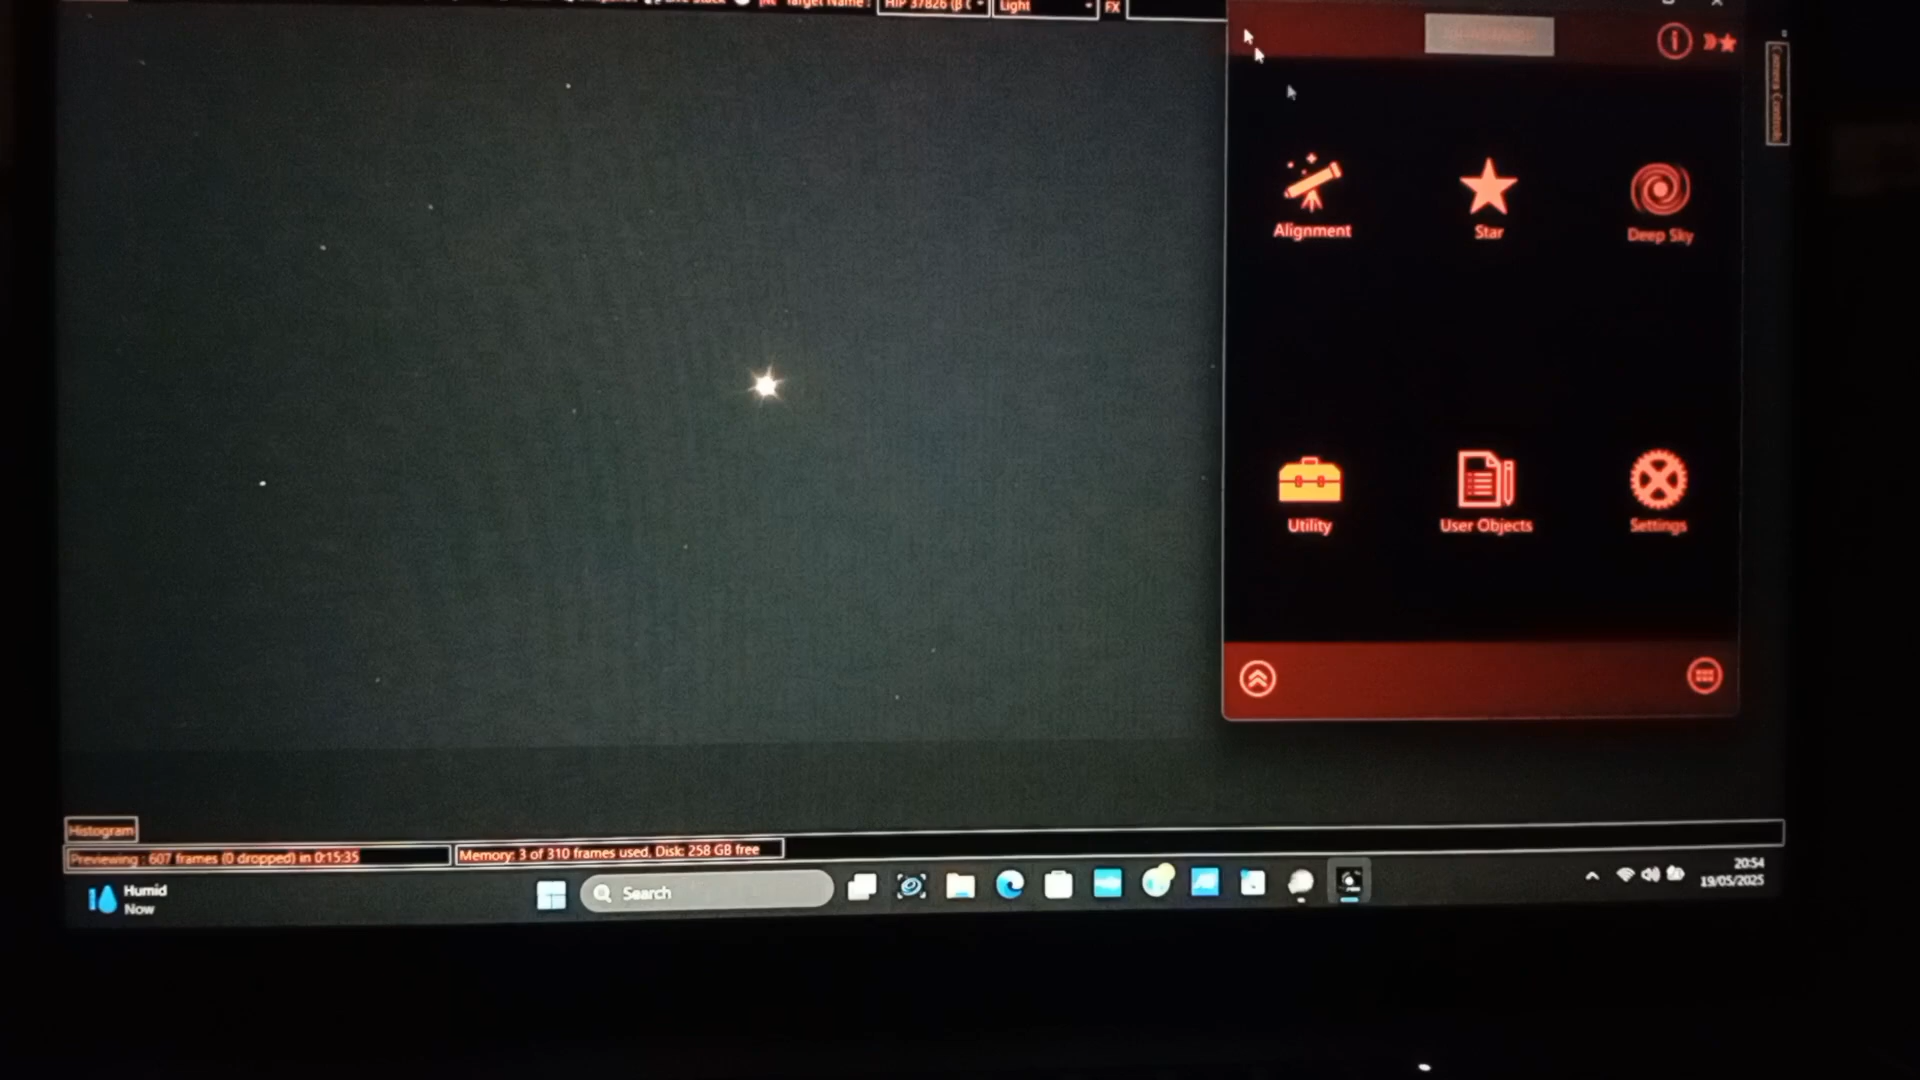 Target Name :
HIP 37826 (β G
Light
FX
Camera Controls
Alignment
Star
Deep Sky
Utility
User Objects
Settings
Histogram
Previewing : 607 frames (0 dropped) in 0:15:35
Memory: 3 of 310 frames used. Disk: 258 GB free
Humid
Now
Search
20:54
19/05/2025